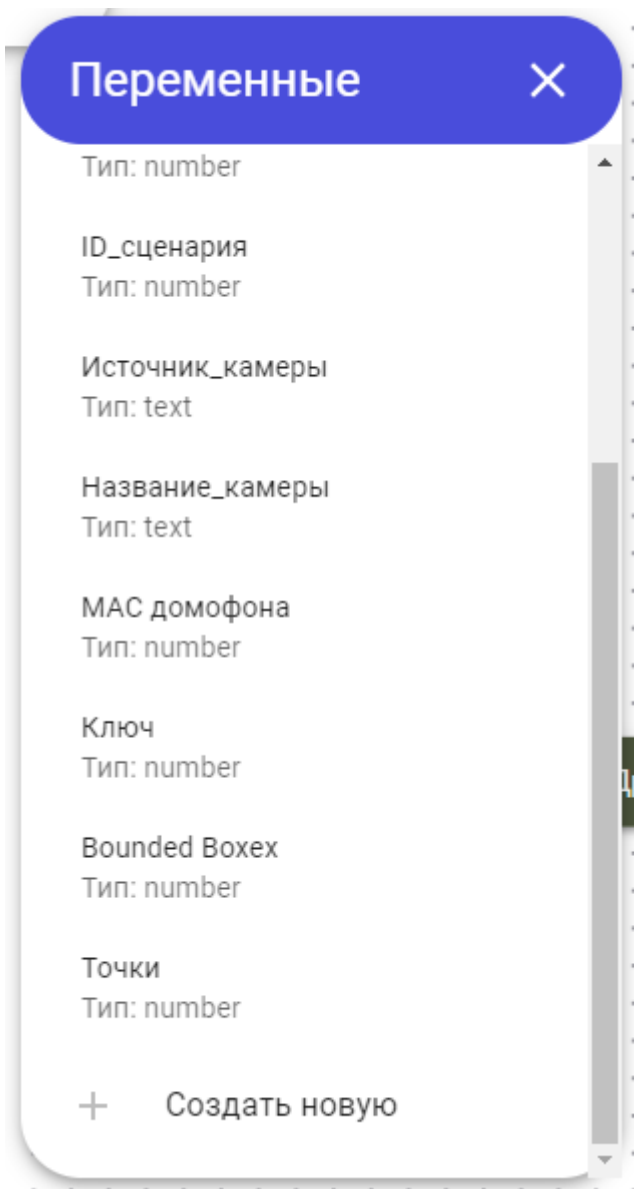 Переменные
Тип: number
ID_сценария
Тип: number
Источник_камеры
Тип: text
Название_камеры
Тип: text
MAC домофона
Тип: number
Ключ
Тип: number
Bounded Boxex
Тип: number
Точки
Тип: number
Создать новую